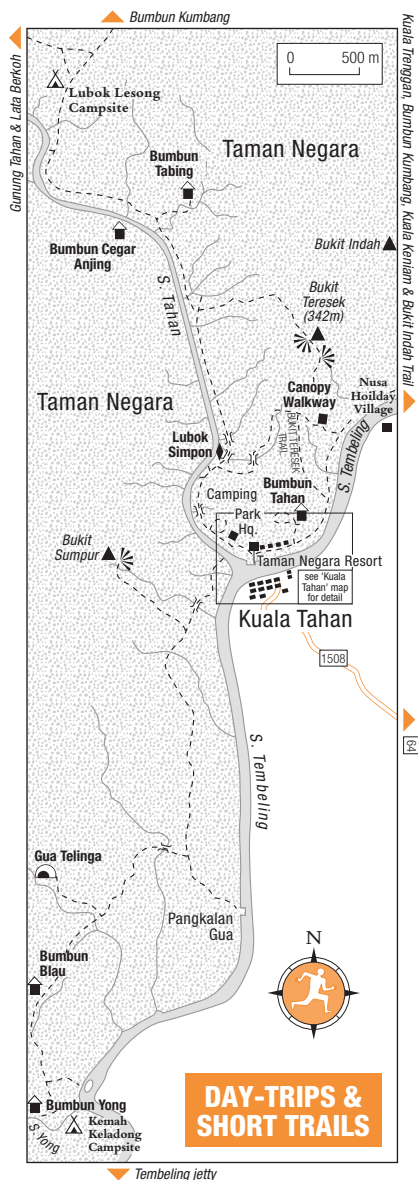 Bumbun Kumbang
Gunung Tahan & Lata Berkoh
Kuala Trenggan, Bumbun Kumbang, Kuala Keniam & Bukit Indah Trail
0 500 m
Lubok Lesong
Campsite
Taman Negara
Bumbun
Tabing
Bumbun Cegar
Anjing
Bukit Indah
S. Tahan
Bukit
Teresek
(342m)
Taman Negara
Canopy
Walkway
Nusa
Hoilday
Village
BUKIT TERESEK
TRAIL
S. Tembeling
Lubok
Simpon
Camping
Bumbun
Tahan
Park
Hq.
Bukit
Sumpur
Taman Negara Resort
see 'Kuala
Tahan' map
for detail
Kuala Tahan
1508
64
S. Tembeling
Gua Telinga
Pangkalan
Gua
Bumbun
Blau
N
Bumbun Yong
S Yong
Kemah
Keladong
Campsite
DAY-TRIPS &
SHORT TRAILS
Tembeling jetty